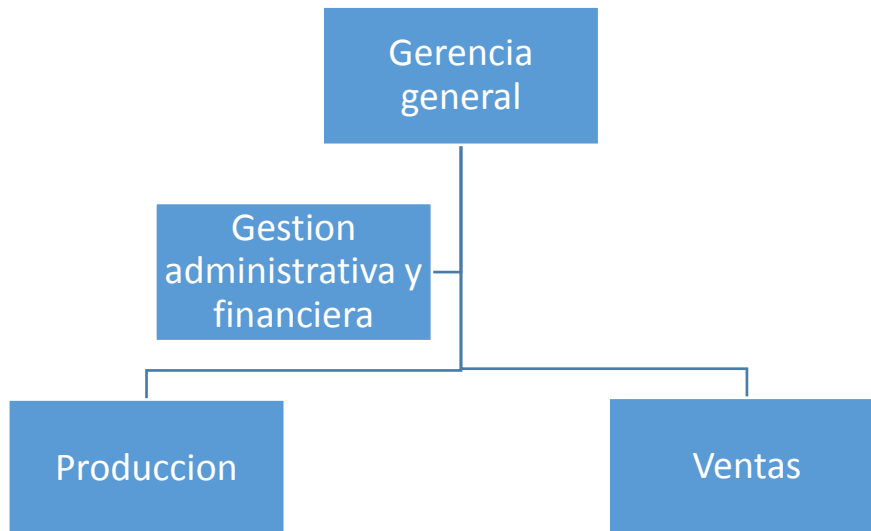 Gerencia
general
Gestion
administrativa y
financiera
Produccion
Ventas